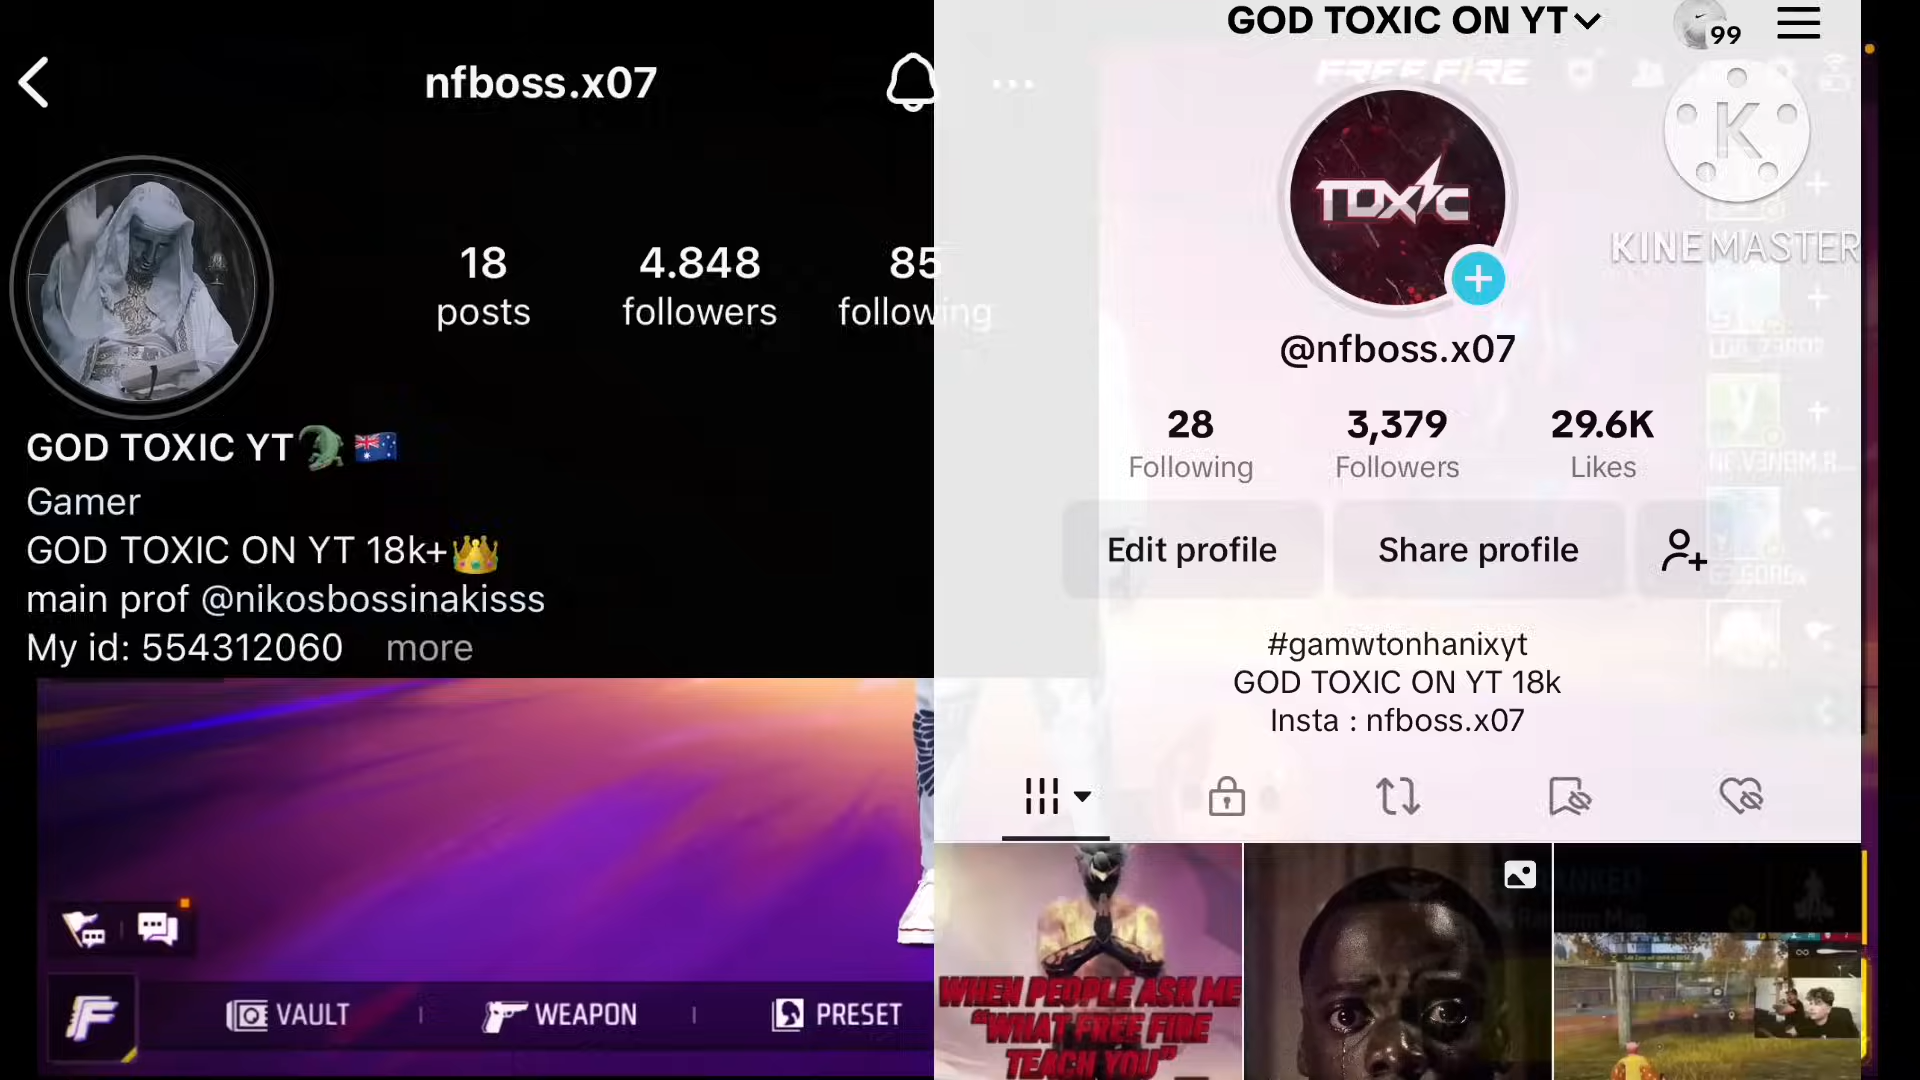 nfboss.x07
18
posts
4.848
followers
85
following
GOD TOXIC YT🐊🇦🇺
Gamer
GOD TOXIC ON YT 18k+👑
main prof @nikosbossinakisss
My id: 554312060 more
VAULT
WEAPON
PRESET
GOD TOXIC ON YT
99
FREE FIRE
TOXIC
K
KINEMASTER
@nfboss.x07
28
Following
3,379
Followers
29.6K
Likes
Edit profile
Share profile
#gamwtonhanixyt
GOD TOXIC ON YT 18k
Insta : nfboss.x07
WHEN PEOPLE ASK ME
“WHAT FREE FIRE
TEACH YOU”